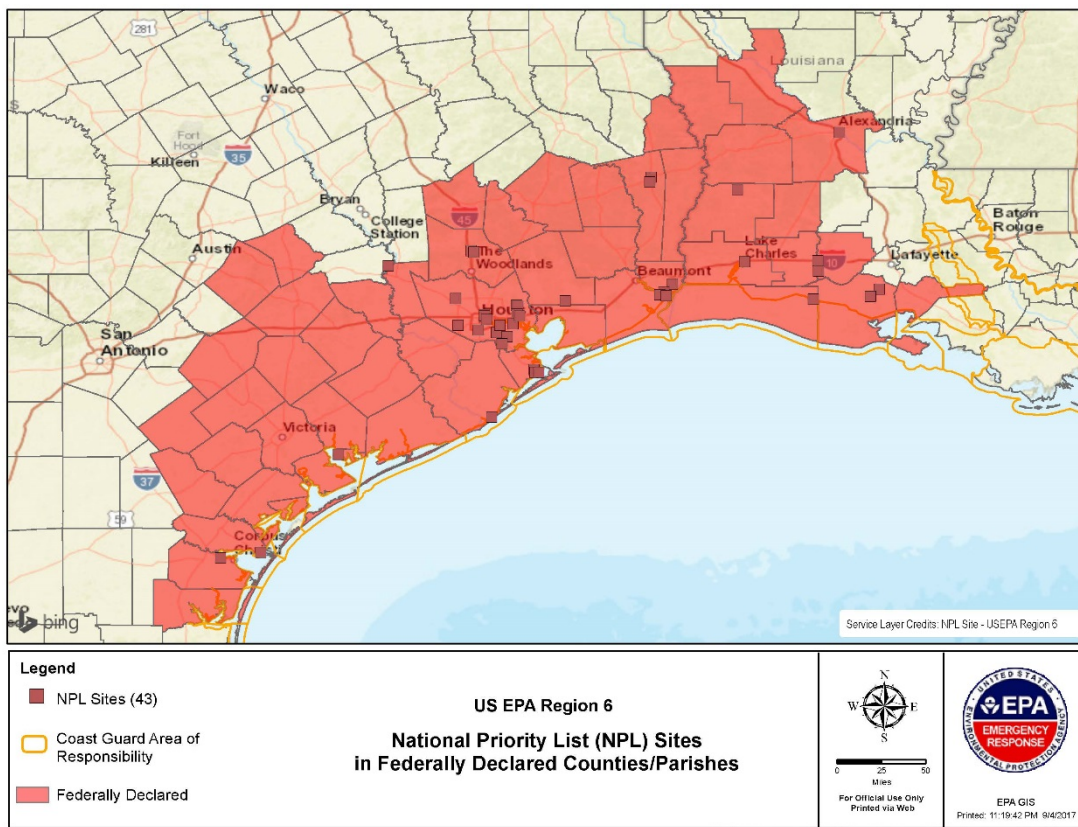 281
Waco
Louisiana
Alexandria
Fort
Hood
Killeen
35
Bryan
College
Station
45
Baton
Rouge
Austin
The
Woodlands
Lake
Charles
10
Lafayette
Beaumont
Houston
San
Antonio
Victoria
37
59
Corpus
Christi
evo
bing
Service Layer Credits: NPL Site - USEPA Region 6
Legend
NPL Sites (43)
Coast Guard Area of
Responsibility
Federally Declared
US EPA Region 6
National Priority List (NPL) Sites
in Federally Declared Counties/Parishes
N
W E
S
0 25 50
Miles
For Official Use Only
Printed via Web
UNITED STATES
EPA
EMERGENCY
RESPONSE
ENVIRONMENTAL PROTECTION AGENCY
EPA GIS
Printed: 11:19:42 PM 9/4/2017